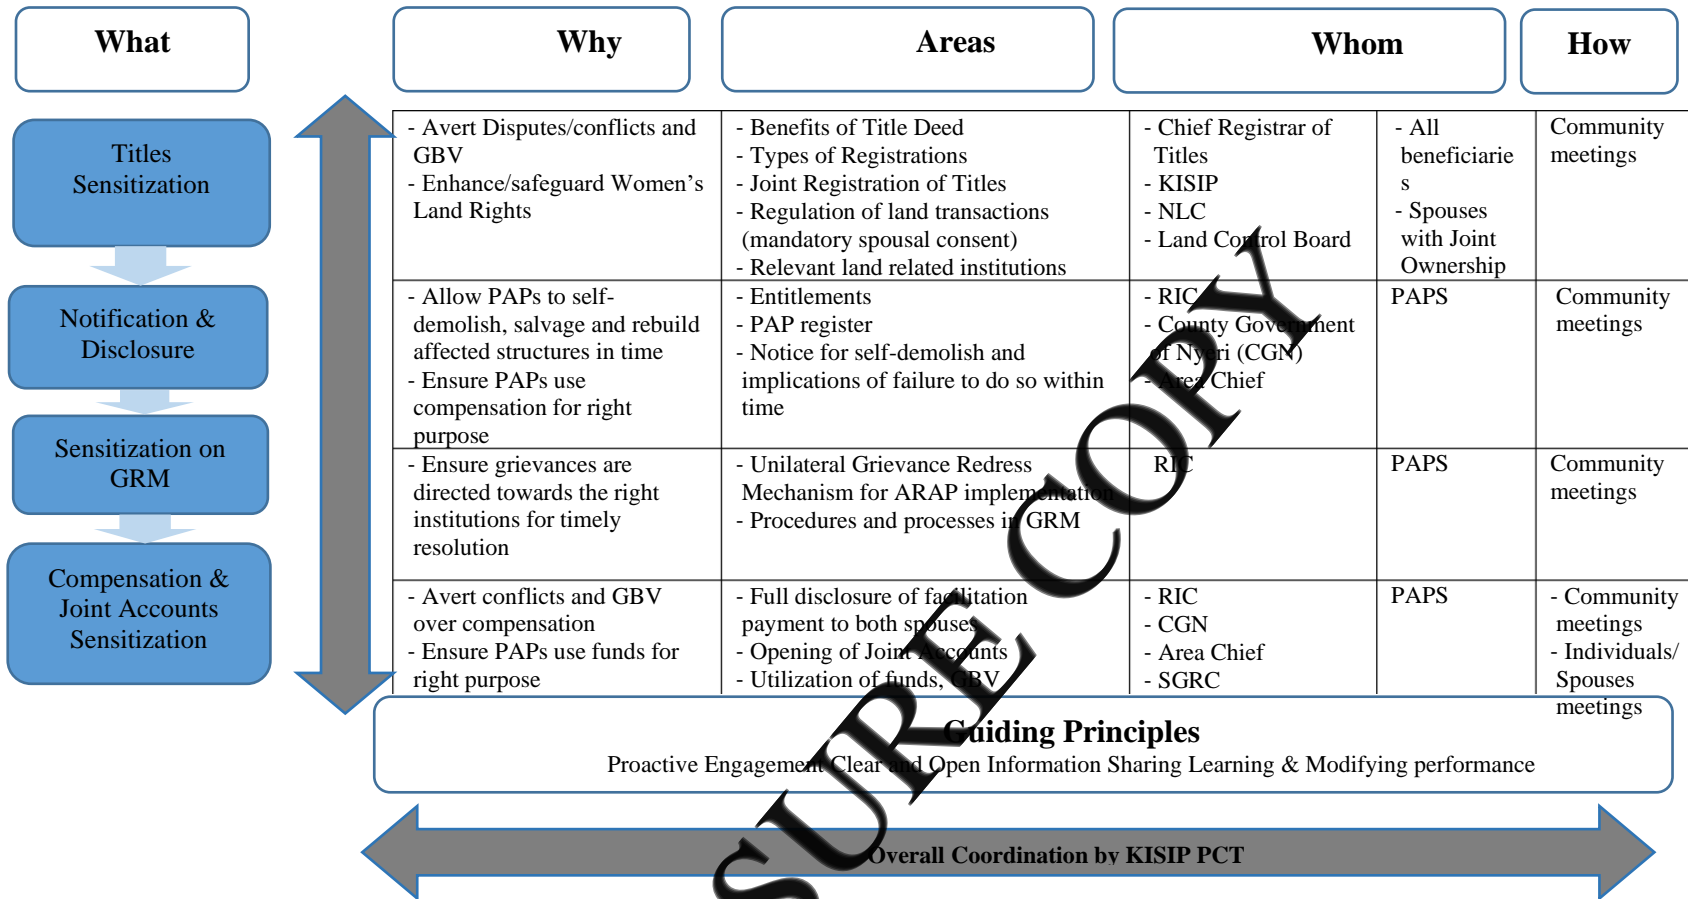 What
Why
Areas
Whom
How
Titles
Sensitization
- Avert Disputes/conflicts and
GBV
- Enhance/safeguard Women's
Land Rights
- Benefits of Title Deed
- Types of Registrations
- Joint Registration of Titles
- Regulation of land transactions
(mandatory spousal consent)
- Relevant land related institutions
- Chief Registrar of
Titles
- KISIP
- NLC
- Land Control Board
- All
beneficiarie
s
- Spouses
with Joint
Ownership
Community
meetings
Notification &
Disclosure
- Allow PAPs to self-
demolish, salvage and rebuild
affected structures in time
- Ensure PAPs use
compensation for right
purpose
- Entitlements
- PAP register
- Notice for self-demolish and
implications of failure to do so within
time
- RIC
- County Government
of Nyeri (CGN)
- Area Chief
PAPS
Community
meetings
Sensitization on
GRM
- Ensure grievances are
directed towards the right
institutions for timely
resolution
- Unilateral Grievance Redress
Mechanism for ARAP implementation
- Procedures and processes in GRM
RIC
PAPS
Community
meetings
Compensation &
Joint Accounts
Sensitization
- Avert conflicts and GBV
over compensation
- Ensure PAPs use funds for
right purpose
- Full disclosure of facilitation
payment to both spouses
- Opening of Joint Accounts
- Utilization of funds, GBV
- RIC
- CGN
- Area Chief
- SGRC
PAPS
- Community
meetings
- Individuals/
Spouses
meetings
Guiding Principles
Proactive Engagement Clear and Open Information Sharing Learning & Modifying performance
Overall Coordination by KISIP PCT
SURE COPY